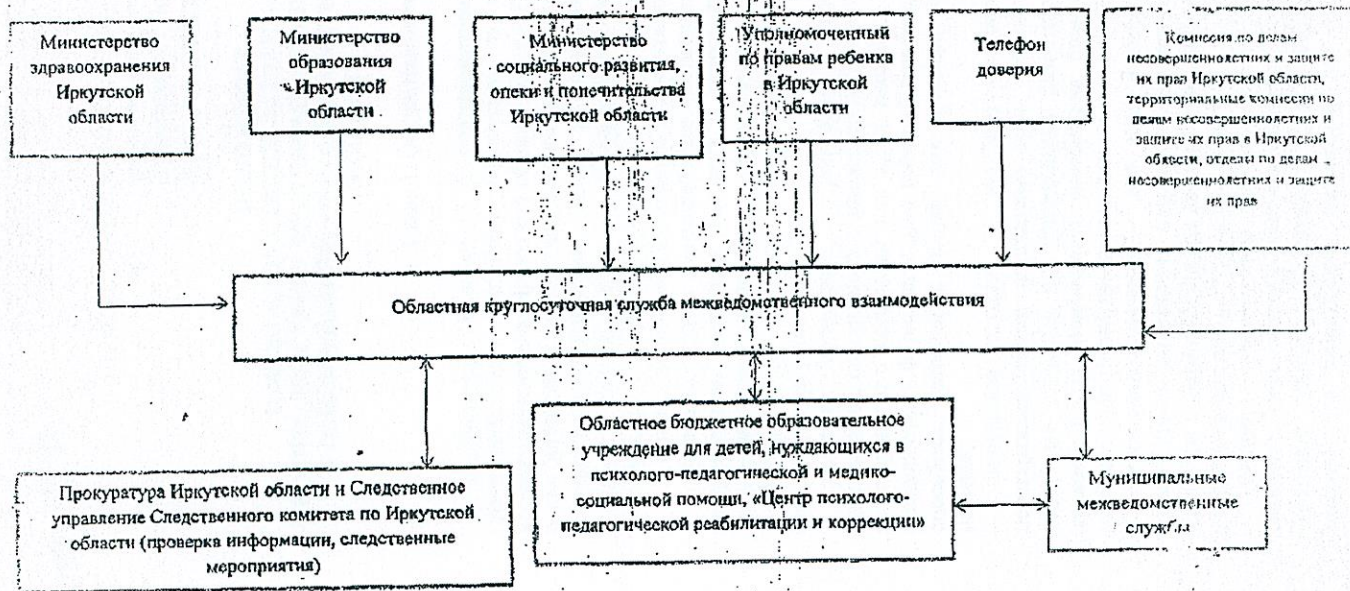 Министерство
здравоохранения
Иркутской
области
Министерство
образования
Иркутской
области
Министерство
социального развития,
опеки и попечительства
Иркутской области
Уполномоченный
по правам ребенка
в Иркутской
области
Телефон
доверия
Комиссия по делам
несовершеннолетних и защите
их прав Иркутской области,
территориальные комиссии по
делам несовершеннолетних и
защите их прав в Иркутской
области, отделы по делам
несовершеннолетних и защите
их прав
Областная круглосуточная служба межведомственного взаимодействия
Прокуратура Иркутской области и Следственное
управление Следственного комитета по Иркутской
области (проверка информации, следственные
мероприятия)
Областное бюджетное образовательное
учреждение для детей, нуждающихся в
психолого-педагогической и медико-
социальной помощи, «Центр психолого-
педагогической реабилитации и коррекции»
Муниципальные
межведомственные
службы